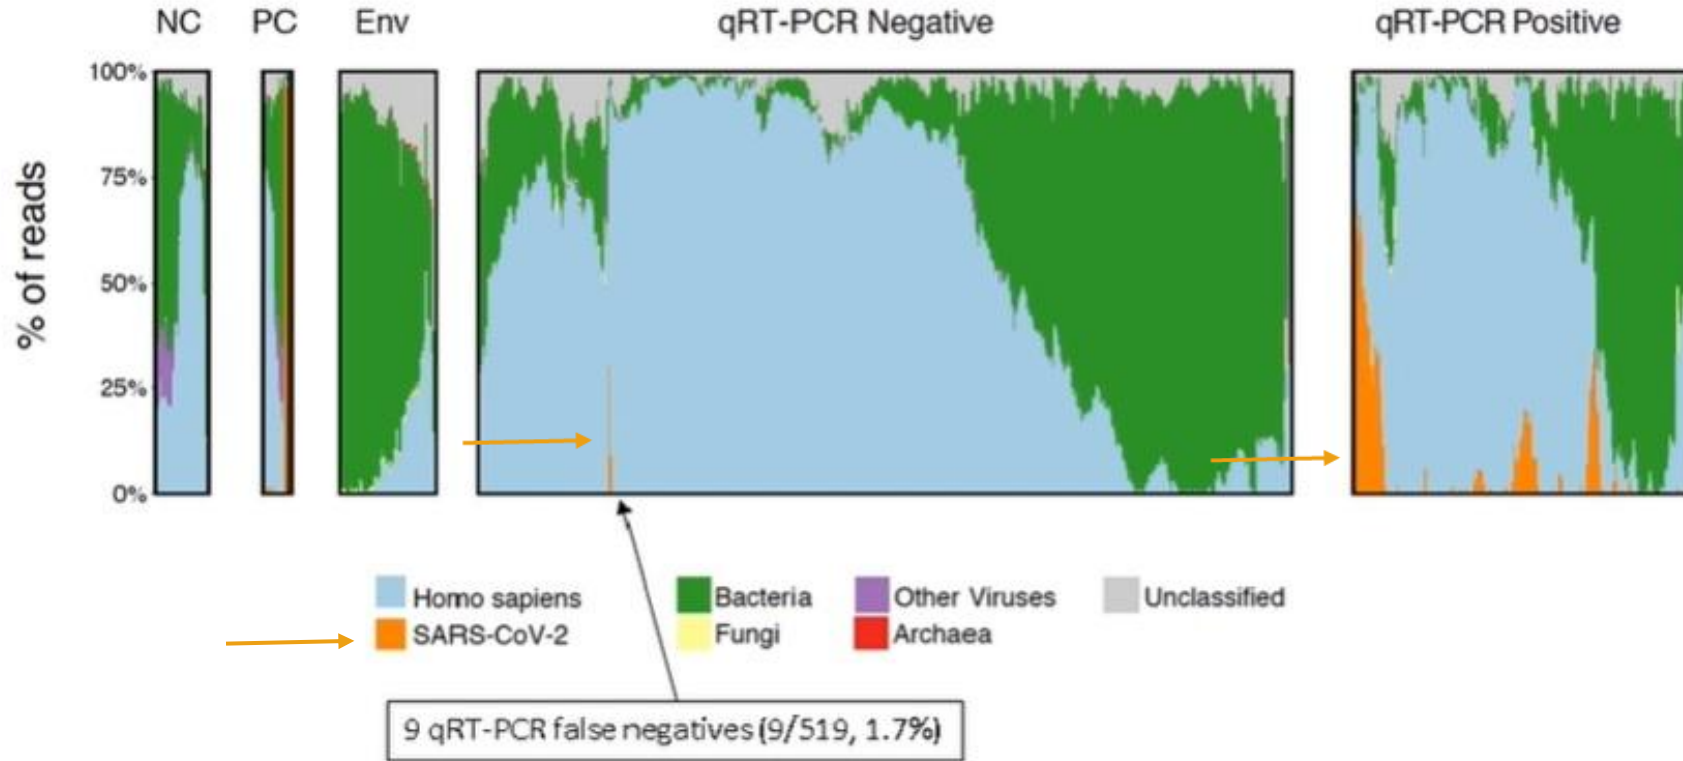 NC PC Env qRT-PCR Negative qRT-PCR Positive
% of reads
100%
75%
50%
25%
0%
Homo sapiens Bacteria Other Viruses Unclassified
SARS-CoV-2 Fungi Archaea
9 qRT-PCR false negatives (9/519, 1.7%)